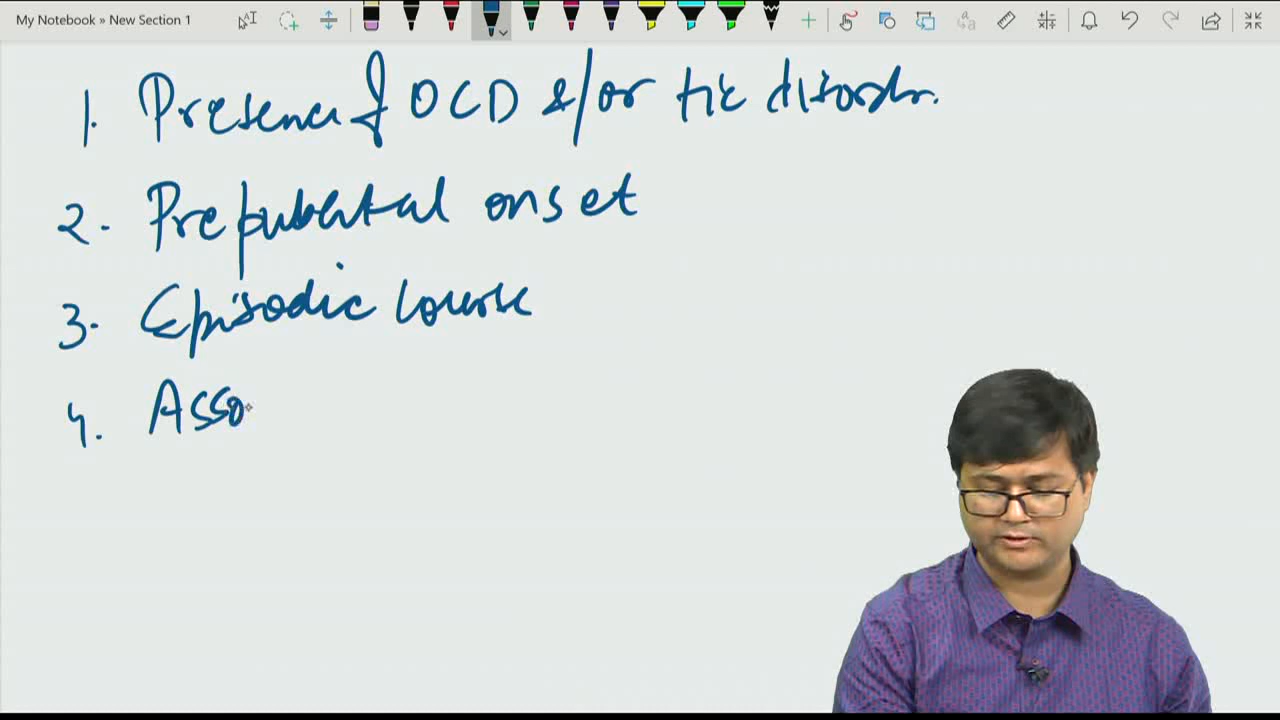 My Notebook » New Section 1
1. Presence of OCD &/or tic disorder.
2. Prepubertal onset
3. Episodic course
4. Asso